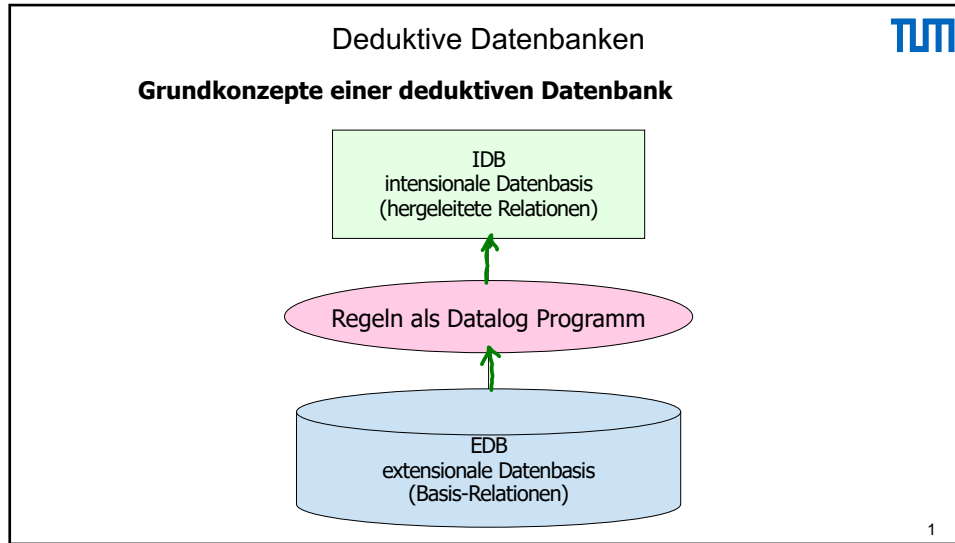 Deduktive Datenbanken
TUM
Grundkonzepte einer deduktiven Datenbank
IDB
intensionale Datenbasis
(hergeleitete Relationen)
Regeln als Datalog Programm
EDB
extensionale Datenbasis
(Basis-Relationen)
1